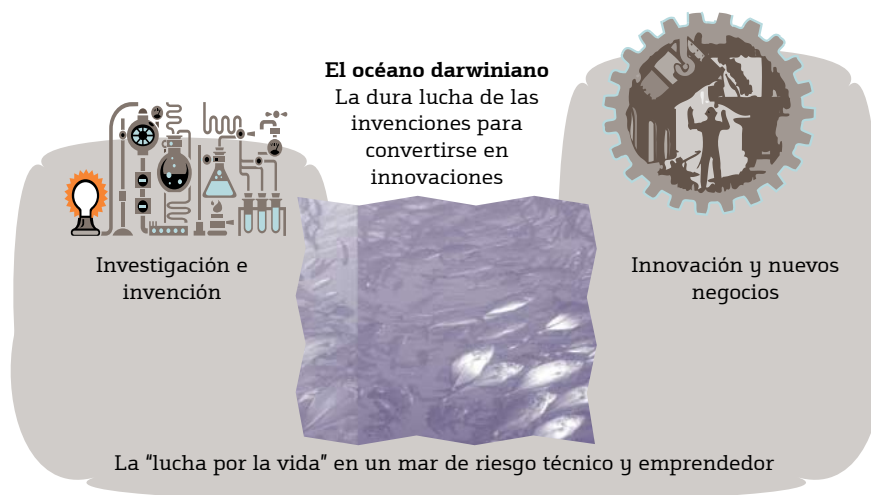 El océano darwiniano
La dura lucha de las
invenciones para
convertirse en
innovaciones
Investigación e
invención
Innovación y nuevos
negocios
La “lucha por la vida” en un mar de riesgo técnico y emprendedor